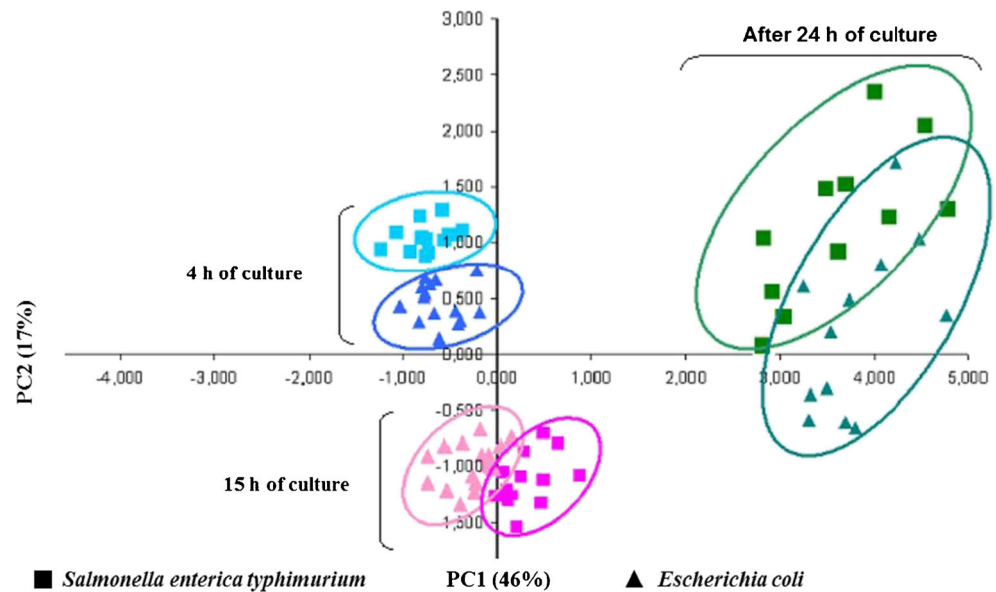 3,000
After 24 h of culture
2,500
2,000
1,500
1,000
4 h of culture
0,500
PC2 (17%)
0,000
-4,000 -3,000 -2,000 -1,000 0,000 1,000 2,000 3,000 4,000 5,000
-0,500
-1,000
15 h of culture
-1,500
Salmonella enterica typhimurium PC1 (46%) Escherichia coli